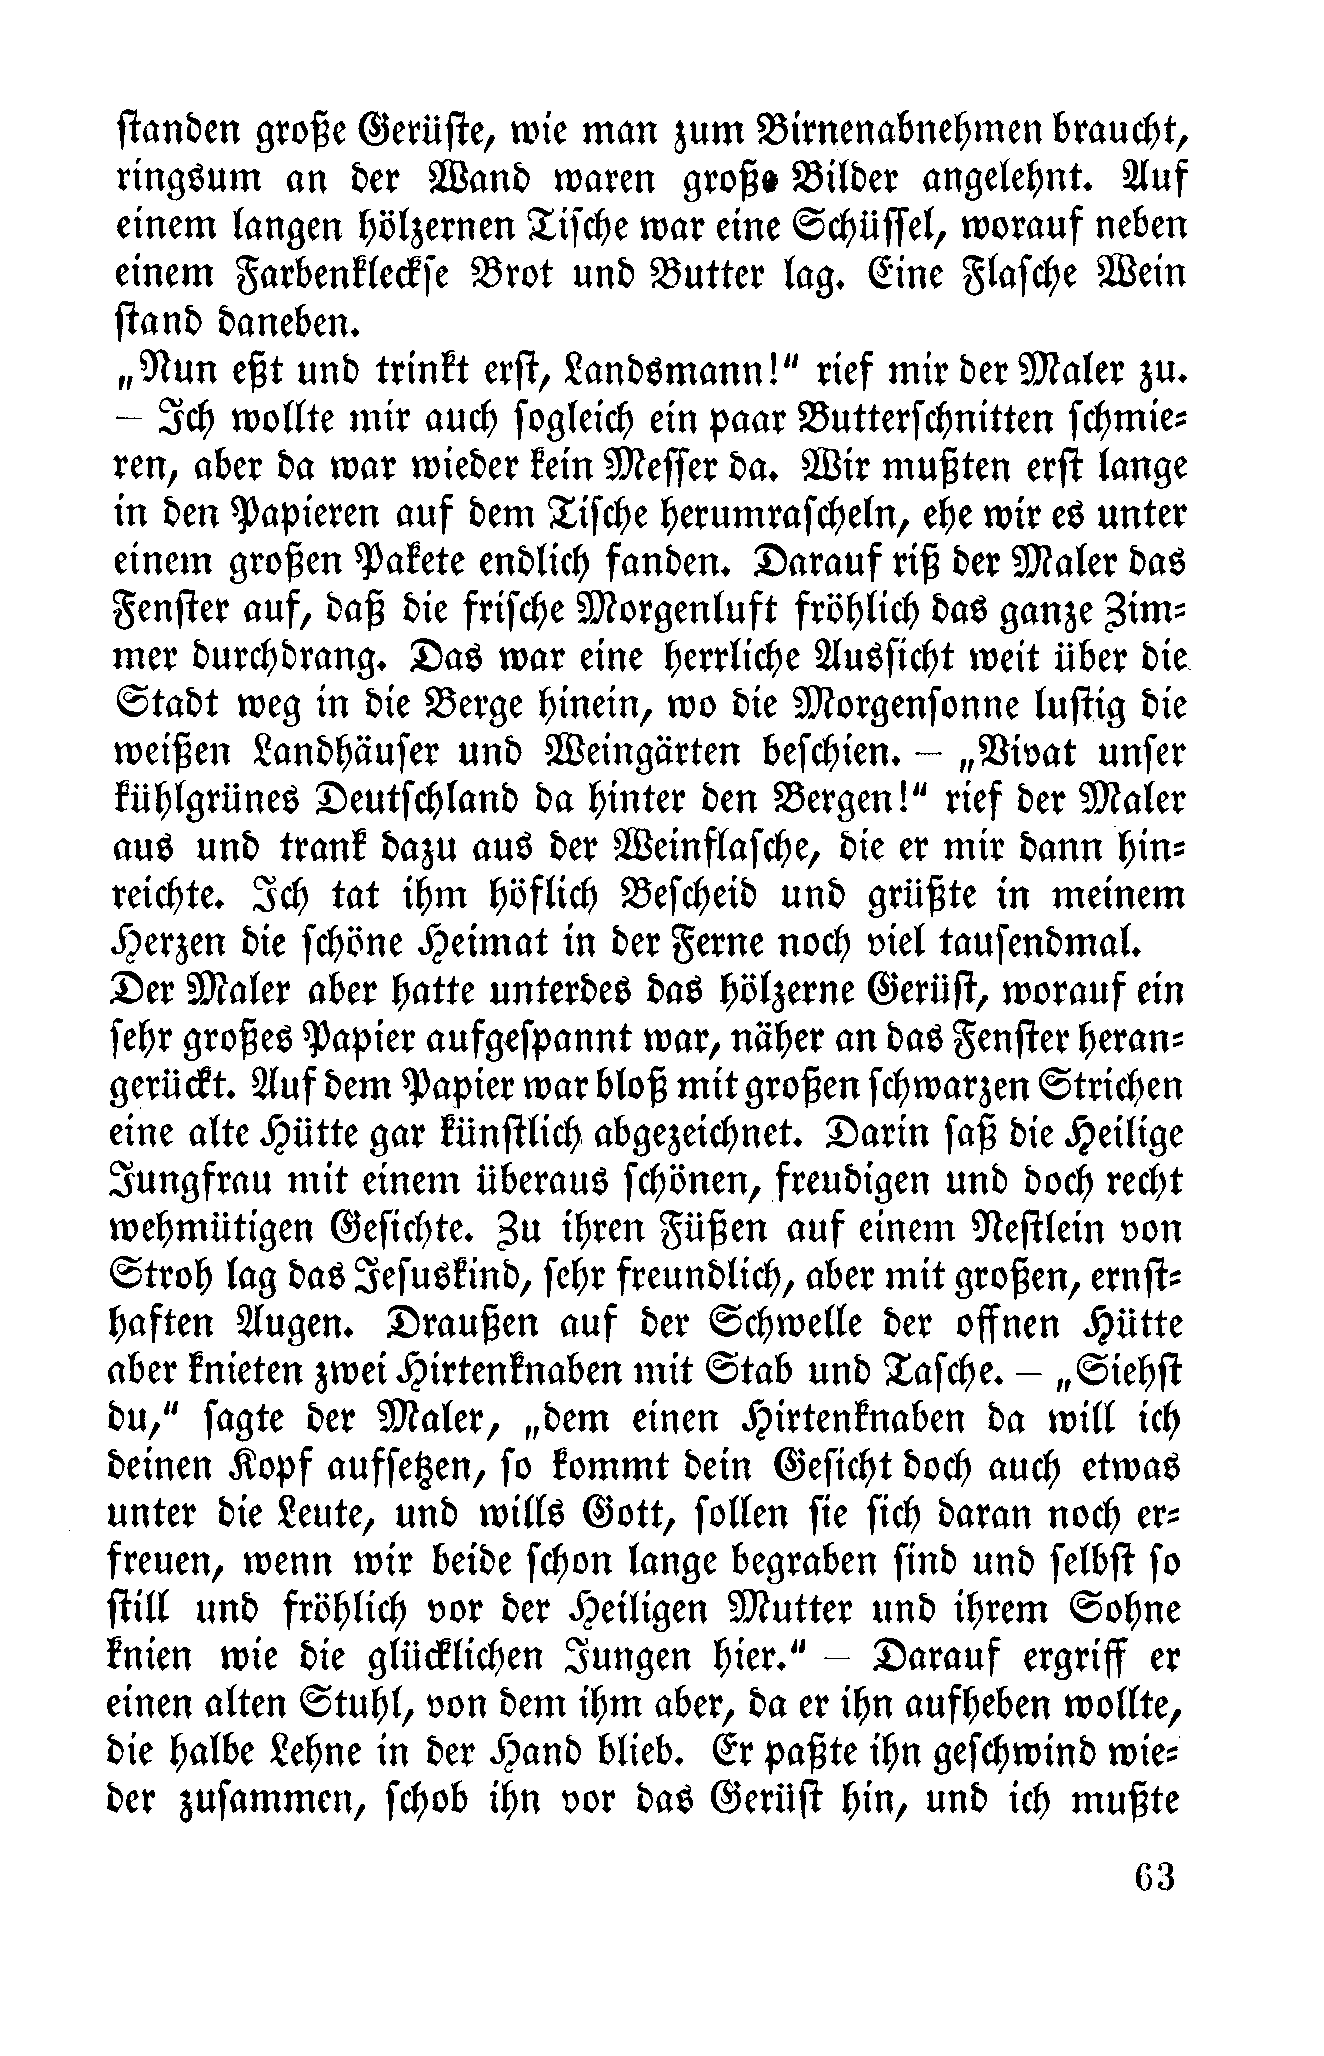 standen große Gerüste, wie man zum Birnenabnehmen braucht,
ringsum an der Wand waren große Bilder angelehnt. Auf
einem langen hölzernen Tische war eine Schüssel, worauf neben
einem Farbenkleckse Brot und Butter lag. Eine Flasche Wein
stand daneben.
„Nun eßt und trinkt erst, Landsmann!“ rief mir der Maler zu.
– Ich wollte mir auch sogleich ein paar Butterschnitten schmie-
ren, aber da war wieder kein Messer da. Wir mußten erst lange
in den Papieren auf dem Tische herumrascheln, ehe wir es unter
einem großen Pakete endlich fanden. Darauf riß der Maler das
Fenster auf, daß die frische Morgenluft fröhlich das ganze Zim-
mer durchdrang. Das war eine herrliche Aussicht weit über die
Stadt weg in die Berge hinein, wo die Morgensonne lustig die
weißen Landhäuser und Weingärten beschien. – „Vivat unser
kühlgrünes Deutschland da hinter den Bergen!“ rief der Maler
aus und trank dazu aus der Weinflasche, die er mir dann hin-
reichte. Ich tat ihm höflich Bescheid und grüßte in meinem
Herzen die schöne Heimat in der Ferne noch viel tausendmal.
Der Maler aber hatte unterdes das hölzerne Gerüst, worauf ein
sehr großes Papier aufgespannt war, näher an das Fenster heran-
gerückt. Auf dem Papier war bloß mit großen schwarzen Strichen
eine alte Hütte gar künstlich abgezeichnet. Darin saß die Heilige
Jungfrau mit einem überaus schönen, freudigen und doch recht
wehmütigen Gesichte. Zu ihren Füßen auf einem Nestlein von
Stroh lag das Jesuskind, sehr freundlich, aber mit großen, ernst-
haften Augen. Draußen auf der Schwelle der offnen Hütte
aber knieten zwei Hirtenknaben mit Stab und Tasche. – „Siehst
du,“ sagte der Maler, „dem einen Hirtenknaben da will ich
deinen Kopf aufsetzen, so kommt dein Gesicht doch auch etwas
unter die Leute, und wills Gott, sollen sie sich daran noch er-
freuen, wenn wir beide schon lange begraben sind und selbst so
still und fröhlich vor der Heiligen Mutter und ihrem Sohne
knien wie die glücklichen Jungen hier.“ – Darauf ergriff er
einen alten Stuhl, von dem ihm aber, da er ihn aufheben wollte,
die halbe Lehne in der Hand blieb. Er paßte ihn geschwind wie-
der zusammen, schob ihn vor das Gerüst hin, und ich mußte
63